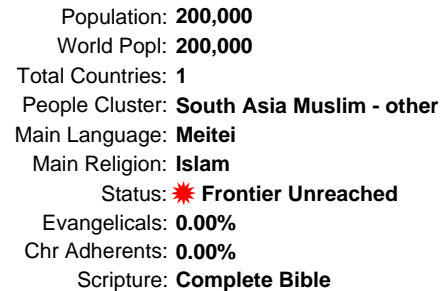 Population: 200,000
World Popl: 200,000
Total Countries: 1
People Cluster: South Asia Muslim - other
Main Language: Meitei
Main Religion: Islam
Status: Frontier Unreached
Evangelicals: 0.00%
Chr Adherents: 0.00%
Scripture: Complete Bible